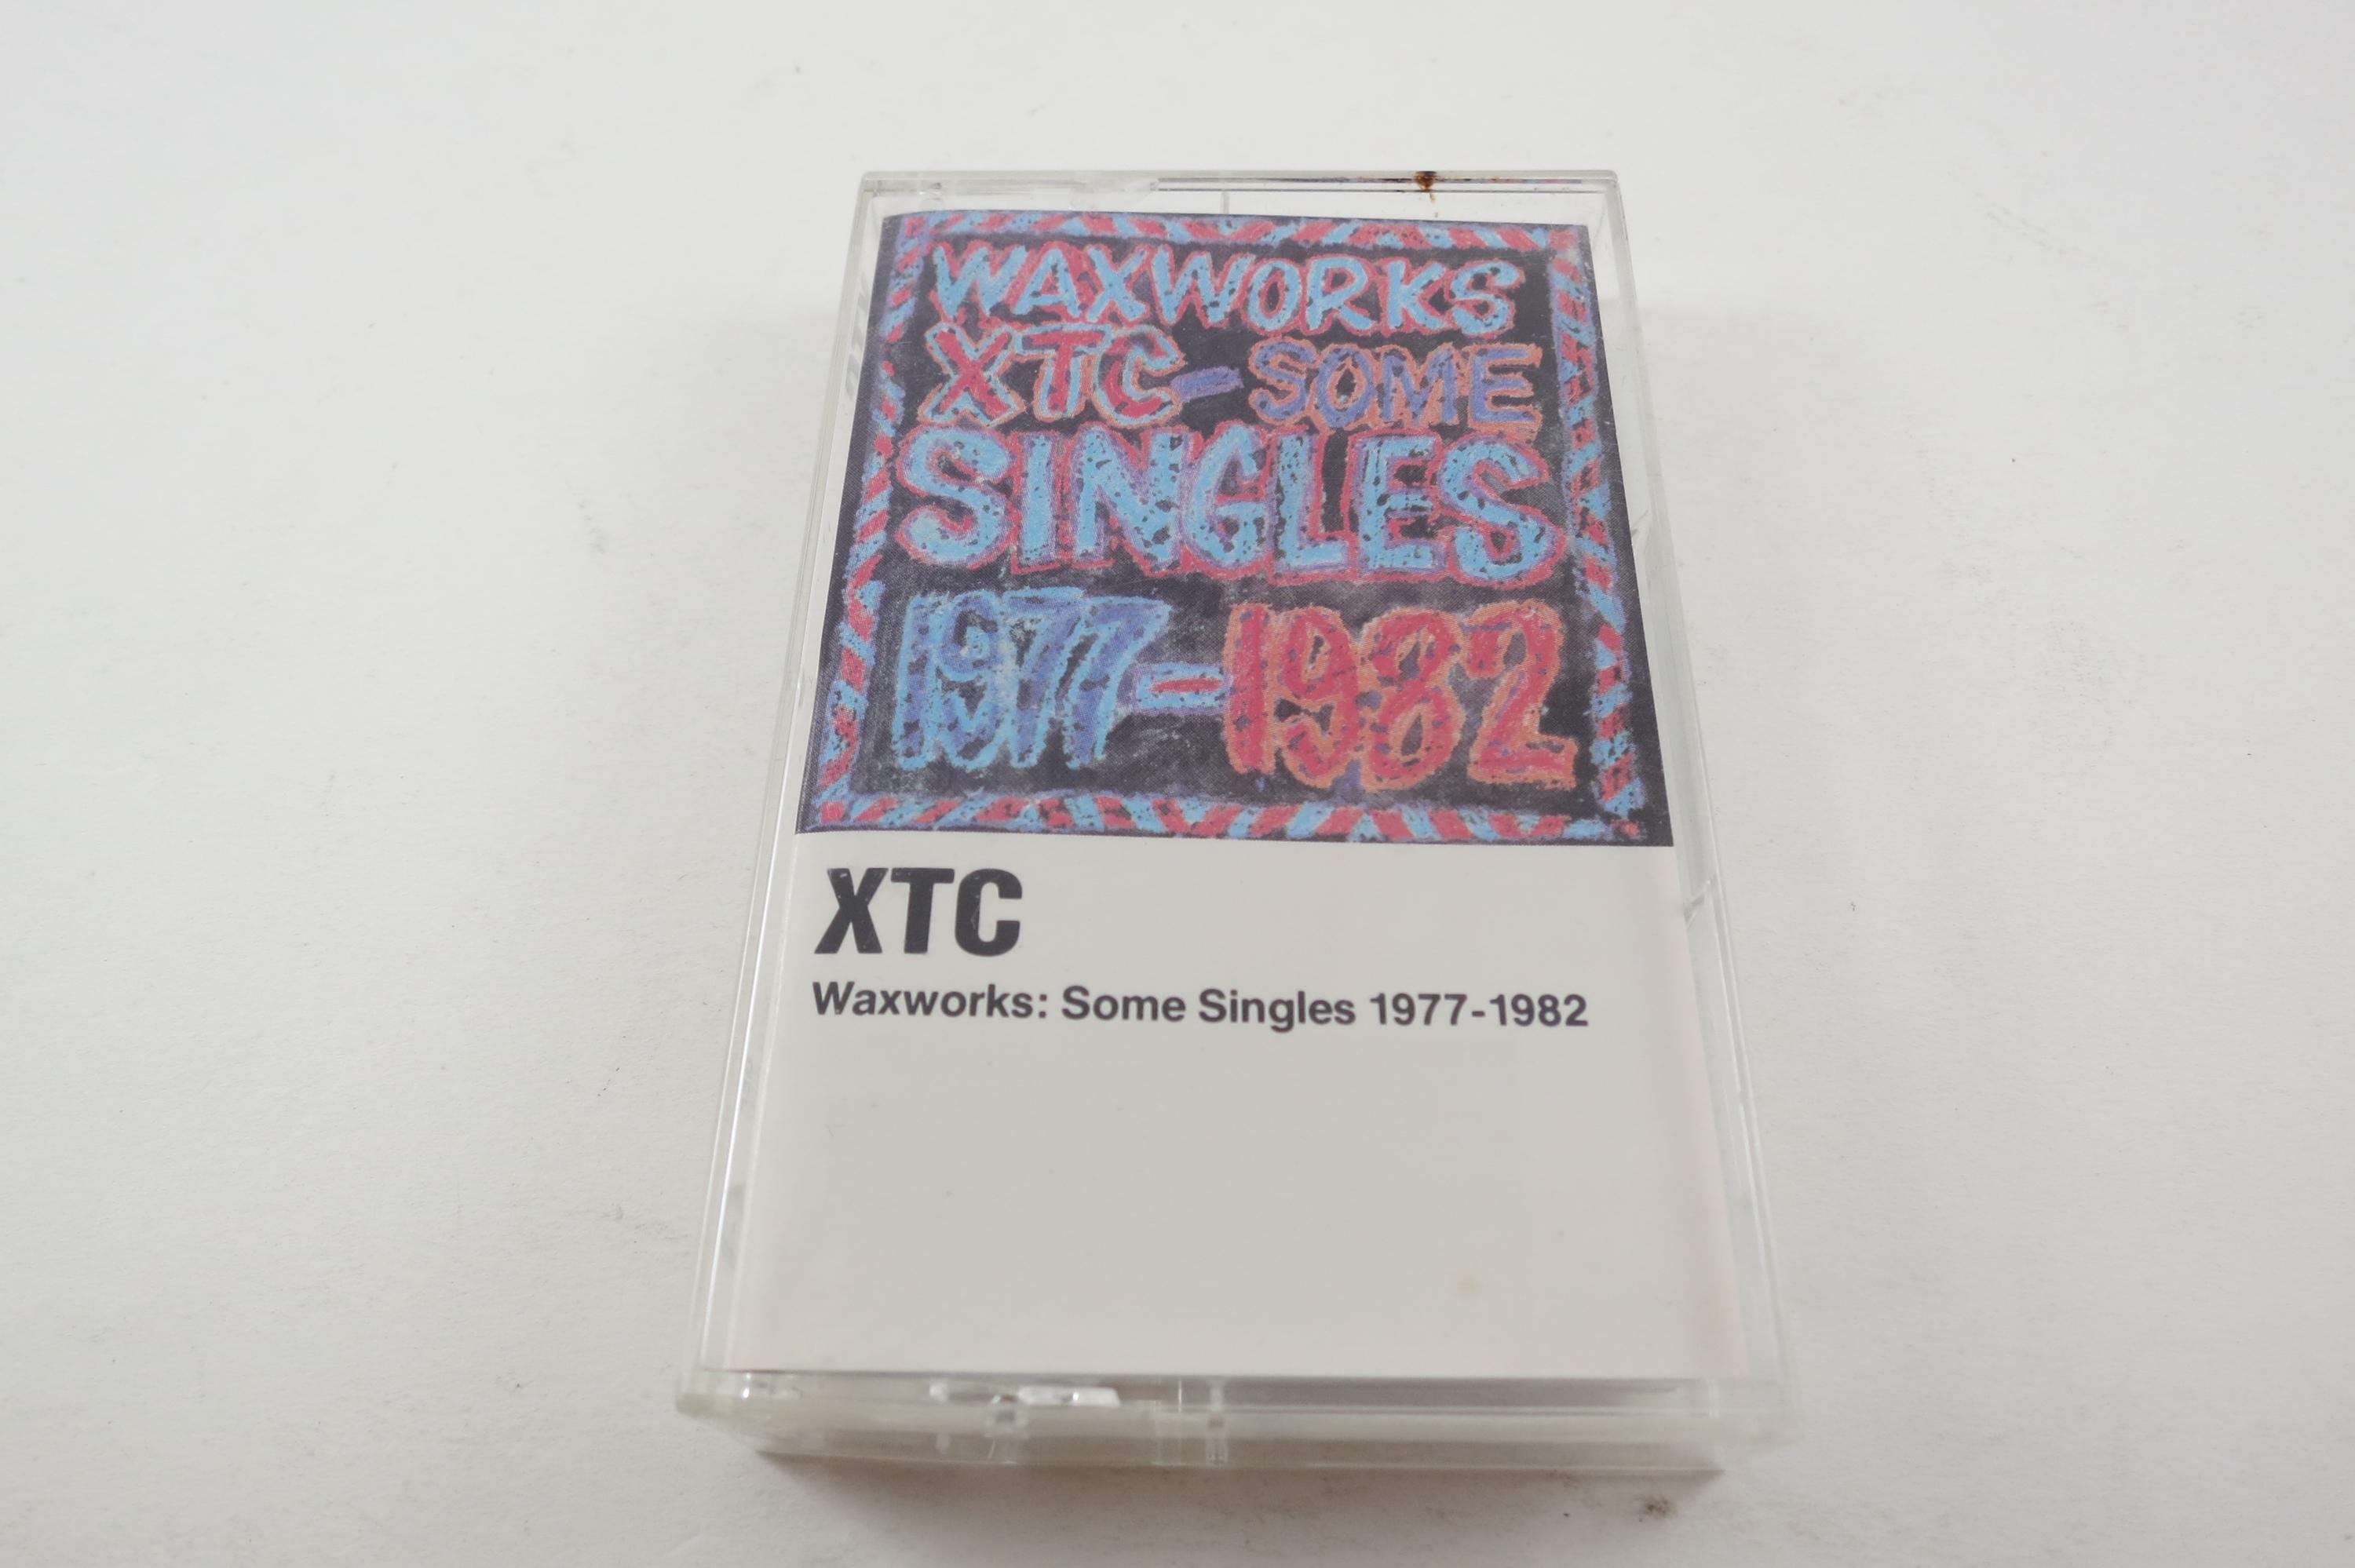 WAXWORKS
XTC-SOME
SINGLES
1977-1982
XTC
Waxworks: Some Singles 1977-1982